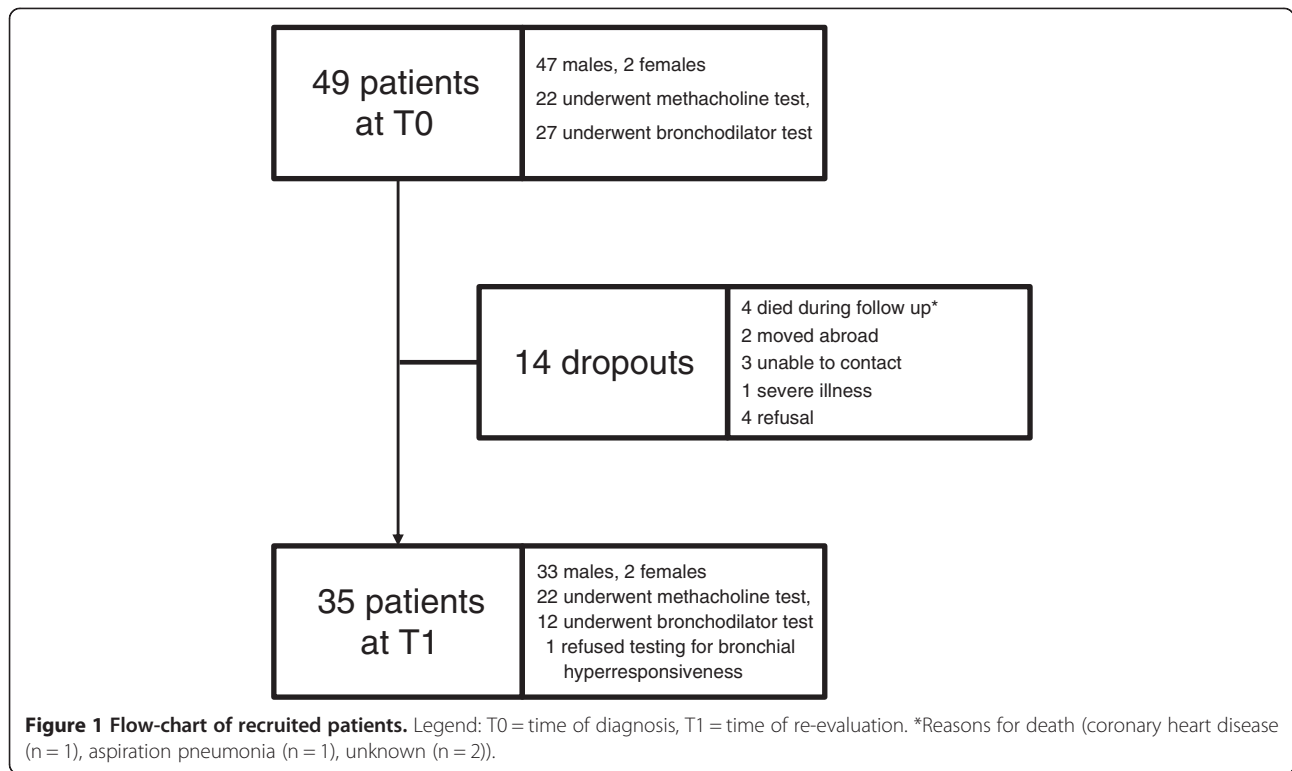 49 patients
at T0
47 males, 2 females
22 underwent methacholine test,
27 underwent bronchodilator test
14 dropouts
4 died during follow up*
2 moved abroad
3 unable to contact
1 severe illness
4 refusal
35 patients
at T1
33 males, 2 females
22 underwent methacholine test,
12 underwent bronchodilator test
1 refused testing for bronchial
hyperresponsiveness
Figure 1 Flow-chart of recruited patients. Legend: T0 = time of diagnosis, T1 = time of re-evaluation. *Reasons for death (coronary heart disease
(n = 1), aspiration pneumonia (n = 1), unknown (n = 2)).